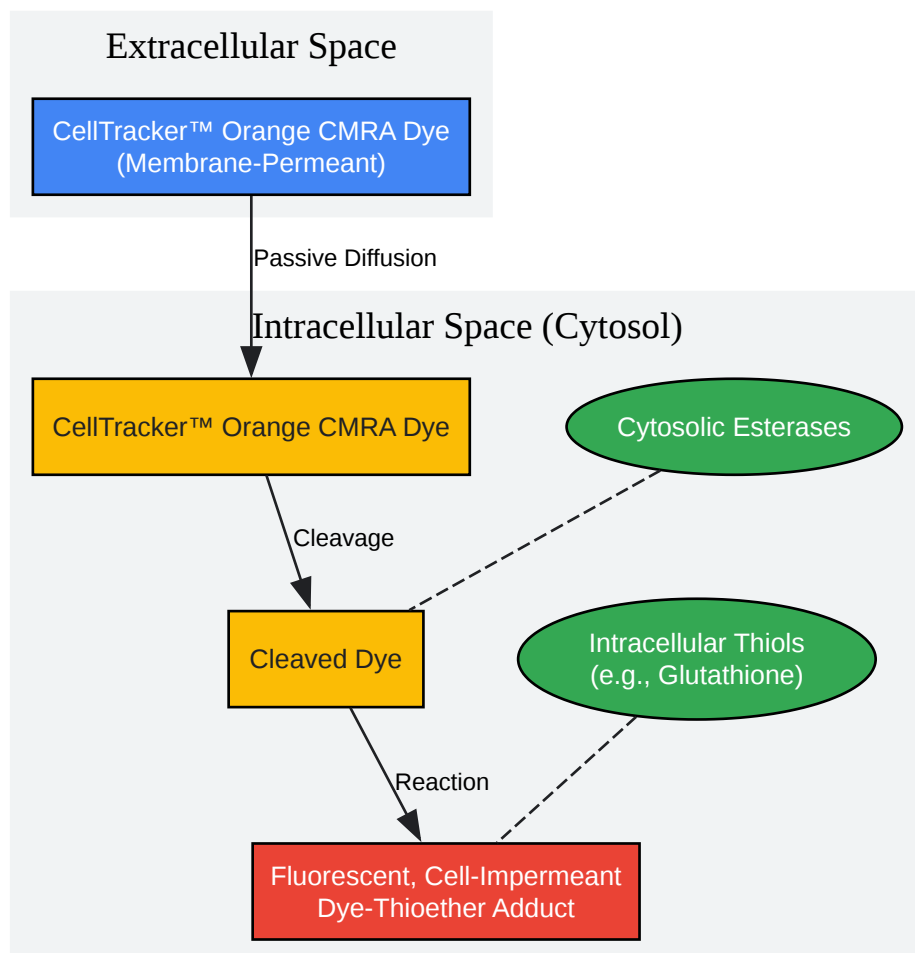 Extracellular Space
CellTracker™ Orange CMRA Dye
(Membrane-Permeant)
Passive Diffusion
Intracellular Space (Cytosol)
CellTracker™ Orange CMRA Dye
Cytosolic Esterases
Cleavage
Cleaved Dye
Intracellular Thiols
(e.g., Glutathione)
Reaction
Fluorescent, Cell-Impermeant
Dye-Thioether Adduct